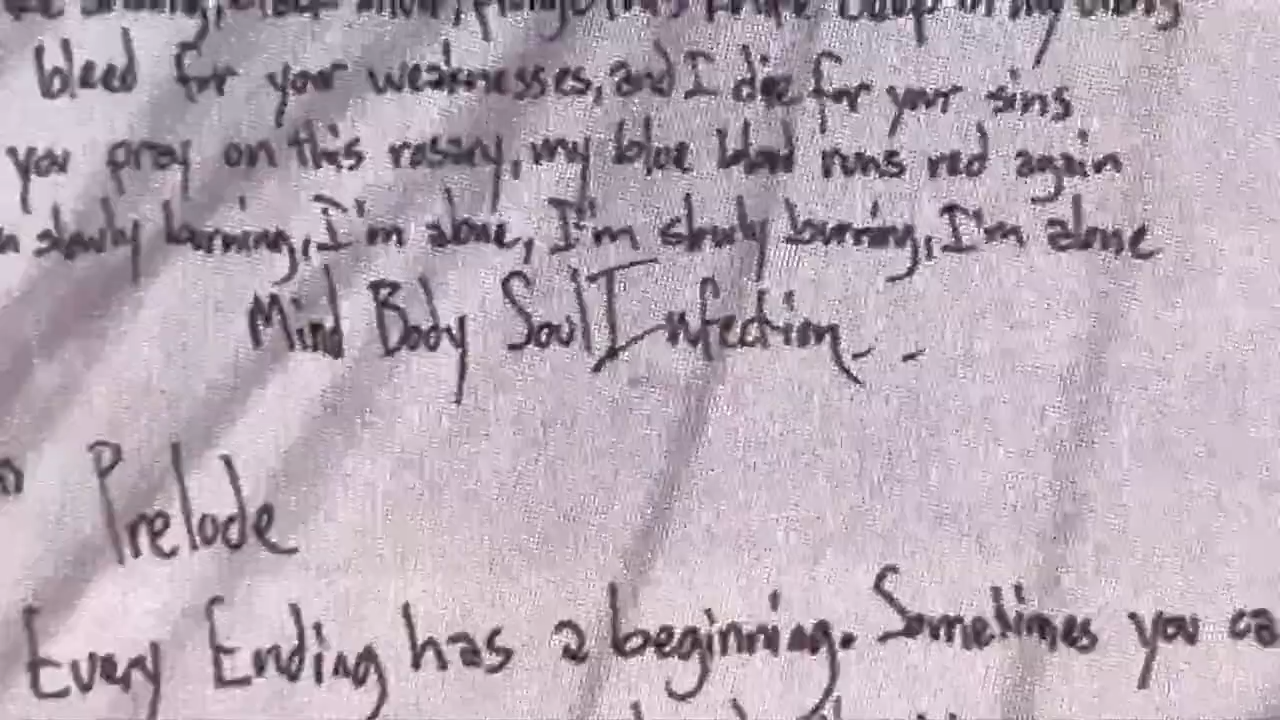 bleed for your weaknesses, and I die for your sins
you pray on this rosary, my blue blood runs red again
slowly burning, I'm alone, I'm slowly burning, I'm alone
Mind Body Soul Infection - -
Prelude
Every Ending has a beginning. Sometimes you ca